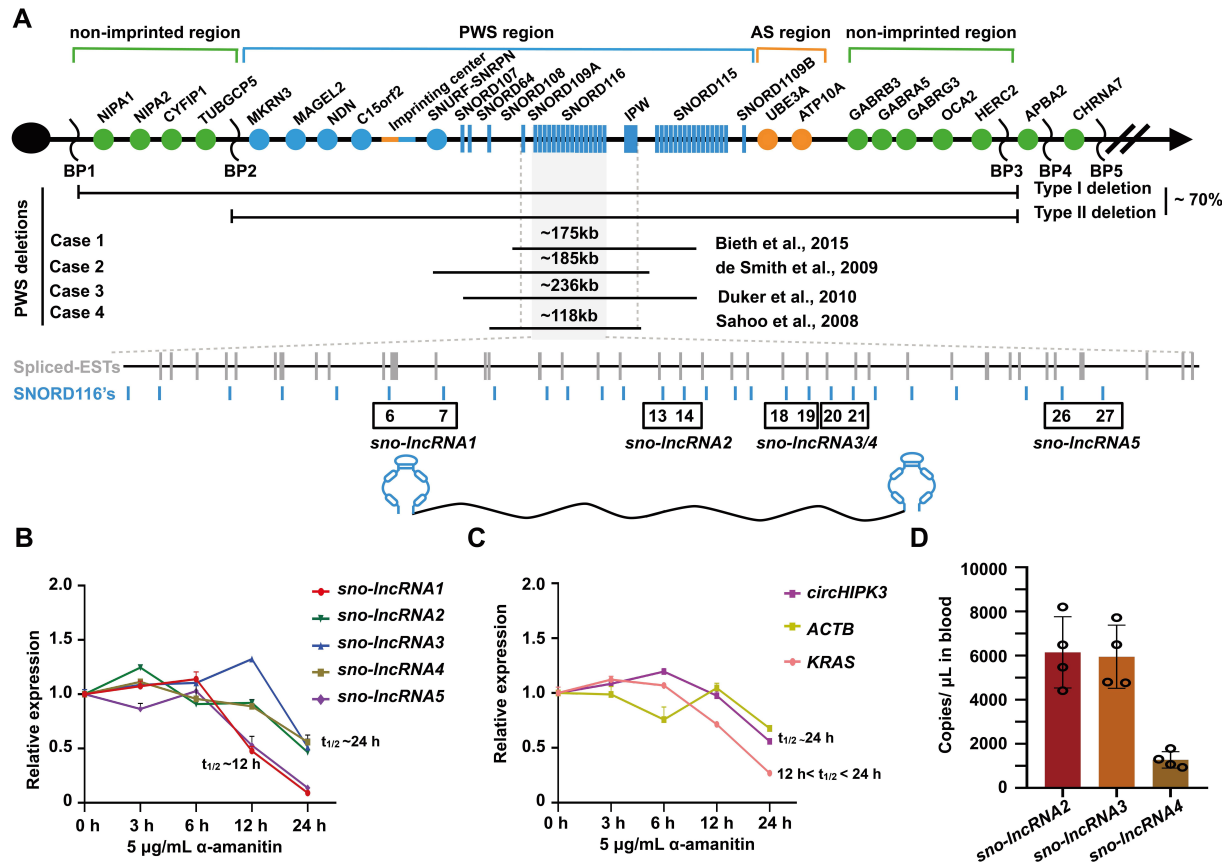 A
non-imprinted region
PWS region
AS region
non-imprinted region
NIPA1
NIPA2
CYFIP1
TUBGCP5
MKRN3
MAGEL2
NDN
C15orf2
Imprinting center
SNURF-SNRPN
SNORD107
SNORD64
SNORD108
SNORD109A
SNORD116
IPW
SNORD115
SNORD1109B
UBE3A
ATP10A
GABRB3
GABRA5
GABRG3
OCA2
HERC2
APBA2
CHRNA7
BP1
BP2
BP3
BP4
BP5
Type I deletion
Type II deletion
~ 70%
PWS deletions
Case 1
~175kb
Bieth et al., 2015
Case 2
~185kb
de Smith et al., 2009
Case 3
~236kb
Duker et al., 2010
Case 4
~118kb
Sahoo et al., 2008
Spliced-ESTs
SNORD116's
6 7
13 14
18 19
20 21
26 27
sno-lncRNA1
sno-lncRNA2
sno-lncRNA3/4
sno-lncRNA5
B
Relative expression
2.0
1.5
1.0
0.5
0
sno-lncRNA1
sno-lncRNA2
sno-lncRNA3
sno-lncRNA4
sno-lncRNA5
t1/2 ~24 h
t1/2 ~12 h
0 h 3 h 6 h 12 h 24 h
5 µg/mL α-amanitin
C
Relative expression
2.0
1.5
1.0
0.5
0
circHIPK3
ACTB
KRAS
t1/2 ~24 h
12 h< t1/2 < 24 h
0 h 3 h 6 h 12 h 24 h
5 µg/mL α-amanitin
D
Copies/ µL in blood
10000
8000
6000
4000
2000
0
sno-lncRNA2
sno-lncRNA3
sno-lncRNA4